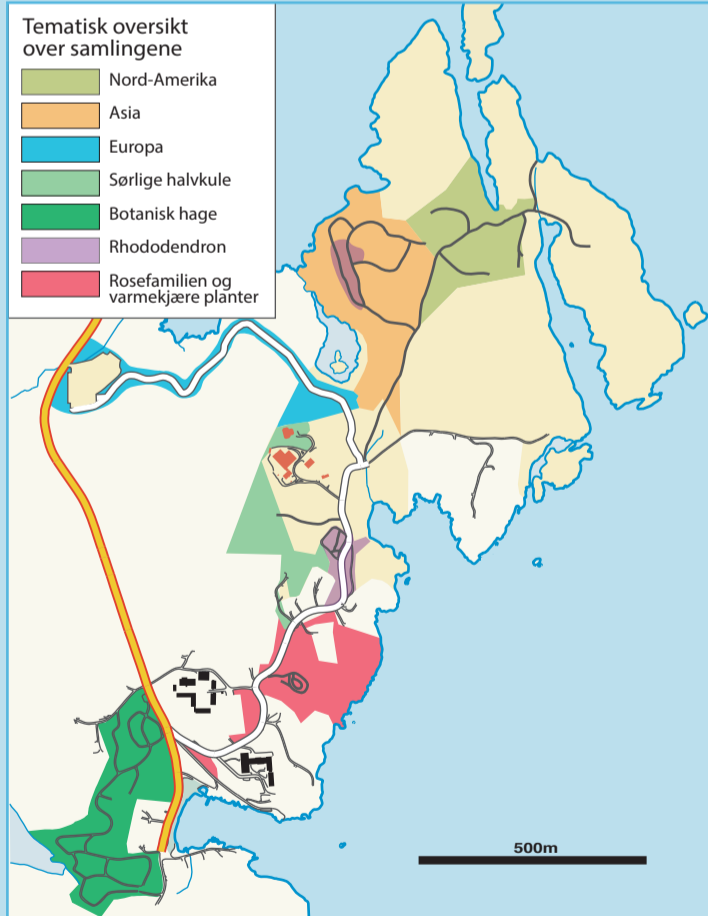 Tematisk oversikt
over samlingene
Nord-Amerika
Asia
Europa
Sørlige halvkule
Botanisk hage
Rhododendron
Rosefamilien og
varmekjære planter
500m